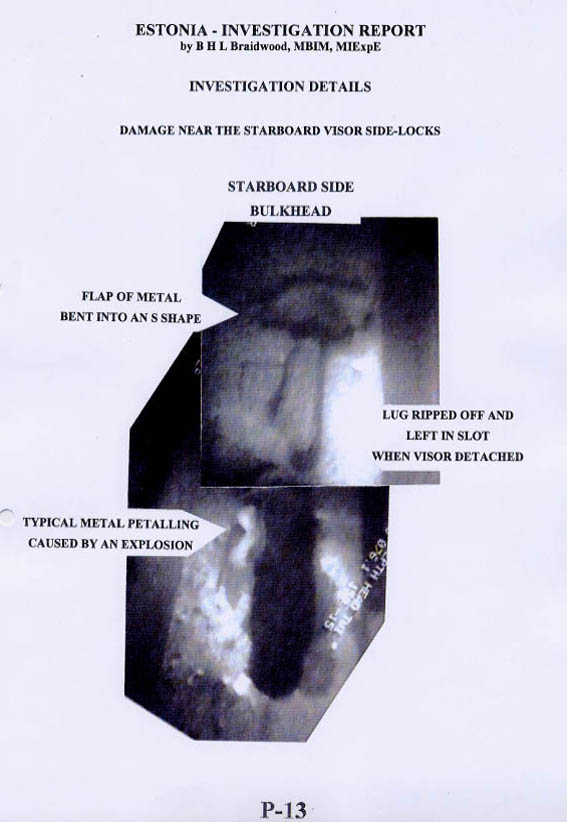 ESTONIA - INVESTIGATION REPORT
by B H L Braidwood, MBIM, MIExpE
INVESTIGATION DETAILS
DAMAGE NEAR THE STARBOARD VISOR SIDE-LOCKS
STARBOARD SIDE
BULKHEAD
FLAP OF METAL
BENT INTO AN S SHAPE
LUG RIPPED OFF AND
LEFT IN SLOT
WHEN VISOR DETACHED
TYPICAL METAL PETALLING
CAUSED BY AN EXPLOSION
HEAD
P-13